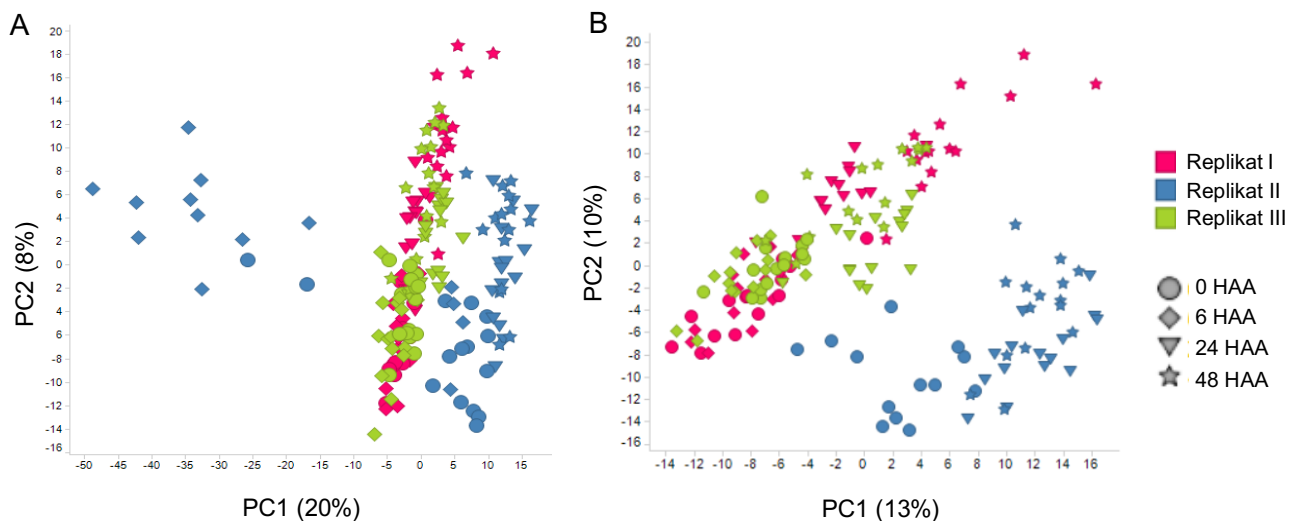 A
20
18
16
14
12
10
8
6
4
2
0
2
-4
-6
-8
-10
-12
-14
-16
-50 -45 -40 -35 -30 -25 -20 -15 -10 -5 0 5 10 15
PC2 (8%)
PC1 (20%)
B
20
18
16
14
12
10
8
6
4
2
0
-2
-4
-6
-8
-10
-12
-14
-16
-14 -12 -10 -8 -6 -4 -2 0 2 4 6 8 10 12 14 16
PC2 (10%)
PC1 (13%)
Replikat I
Replikat II
Replikat III
0 HAA
6 HAA
24 HAA
48 HAA